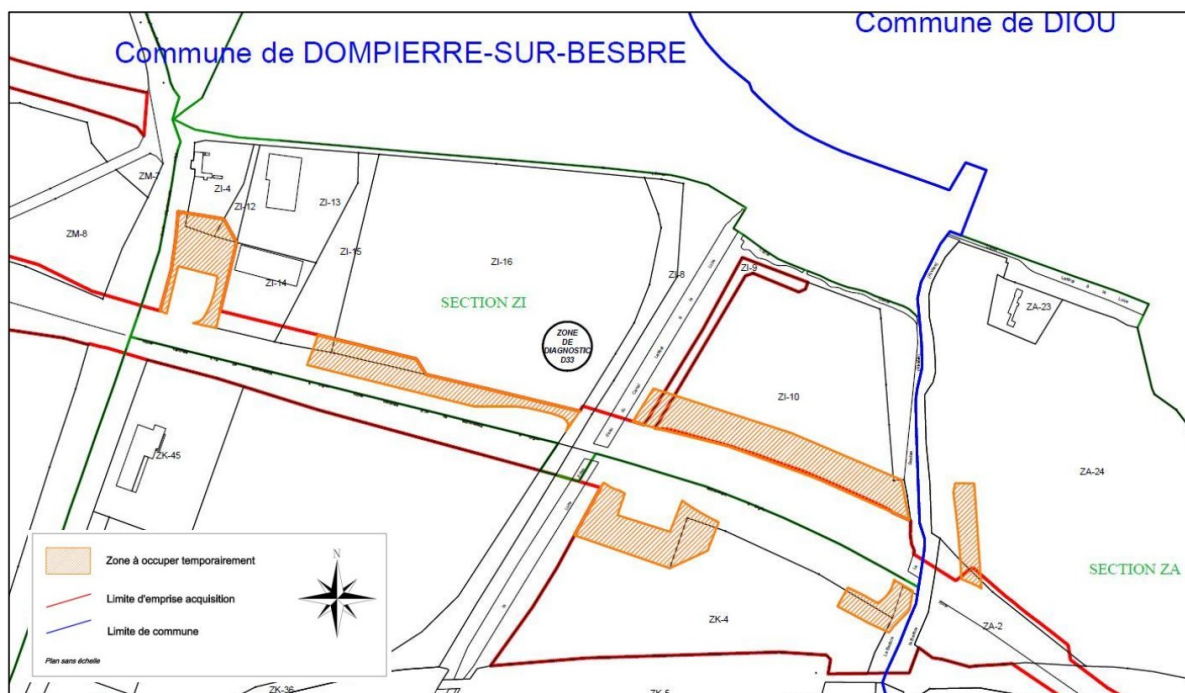 Commune de DIOU
Commune de DOMPIERRE-SUR-BESBRE
ZM-7
ZI-4
ZI-12
ZI-13
ZI-15
ZI-16
ZI-8
ZI-9
ZM-8
ZI-14
SECTION ZI
ZONE
DE
DIAGNOSTIC
D33
ZA-23
ZI-10
ZK-45
ZA-24
SECTION ZA
Zone à occuper temporairement
Limite d'emprise acquisition
Limite de commune
Plan sans échelle
N
ZK-4
ZA-2
ZK-36
ZK-5